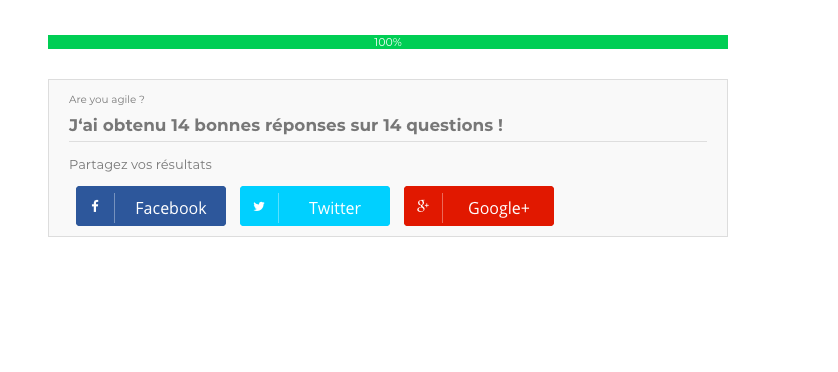 100%
Are you agile ?
J‘ai obtenu 14 bonnes réponses sur 14 questions !
Partagez vos résultats
Facebook
Twitter
Google+